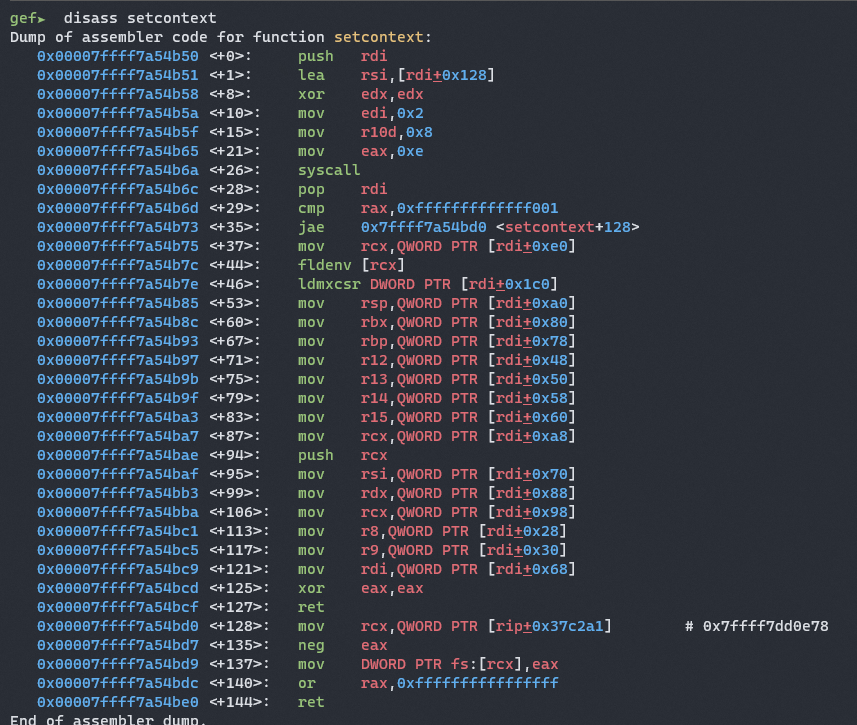 gef➤  disass setcontext
Dump of assembler code for function setcontext:
   0x00007ffff7a54b50 <+0>:     push   rdi
   0x00007ffff7a54b51 <+1>:     lea    rsi,[rdi+0x128]
   0x00007ffff7a54b58 <+8>:     xor    edx,edx
   0x00007ffff7a54b5a <+10>:    mov    edi,0x2
   0x00007ffff7a54b5f <+15>:    mov    r10d,0x8
   0x00007ffff7a54b65 <+21>:    mov    eax,0xe
   0x00007ffff7a54b6a <+26>:    syscall
   0x00007ffff7a54b6c <+28>:    pop    rdi
   0x00007ffff7a54b6d <+29>:    cmp    rax,0xfffffffffffff001
   0x00007ffff7a54b73 <+35>:    jae    0x7ffff7a54bd0 <setcontext+128>
   0x00007ffff7a54b75 <+37>:    mov    rcx,QWORD PTR [rdi+0xe0]
   0x00007ffff7a54b7c <+44>:    fldenv [rcx]
   0x00007ffff7a54b7e <+46>:    ldmxcsr DWORD PTR [rdi+0x1c0]
   0x00007ffff7a54b85 <+53>:    mov    rsp,QWORD PTR [rdi+0xa0]
   0x00007ffff7a54b8c <+60>:    mov    rbx,QWORD PTR [rdi+0x80]
   0x00007ffff7a54b93 <+67>:    mov    rbp,QWORD PTR [rdi+0x78]
   0x00007ffff7a54b97 <+71>:    mov    r12,QWORD PTR [rdi+0x48]
   0x00007ffff7a54b9b <+75>:    mov    r13,QWORD PTR [rdi+0x50]
   0x00007ffff7a54b9f <+79>:    mov    r14,QWORD PTR [rdi+0x58]
   0x00007ffff7a54ba3 <+83>:    mov    r15,QWORD PTR [rdi+0x60]
   0x00007ffff7a54ba7 <+87>:    mov    rcx,QWORD PTR [rdi+0xa8]
   0x00007ffff7a54bae <+94>:    push   rcx
   0x00007ffff7a54baf <+95>:    mov    rsi,QWORD PTR [rdi+0x70]
   0x00007ffff7a54bb3 <+99>:    mov    rdx,QWORD PTR [rdi+0x88]
   0x00007ffff7a54bba <+106>:   mov    rcx,QWORD PTR [rdi+0x98]
   0x00007ffff7a54bc1 <+113>:   mov    r8,QWORD PTR [rdi+0x28]
   0x00007ffff7a54bc5 <+117>:   mov    r9,QWORD PTR [rdi+0x30]
   0x00007ffff7a54bc9 <+121>:   mov    rdi,QWORD PTR [rdi+0x68]
   0x00007ffff7a54bcd <+125>:   xor    eax,eax
   0x00007ffff7a54bcf <+127>:   ret
   0x00007ffff7a54bd0 <+128>:   mov    rcx,QWORD PTR [rip+0x37c2a1]        # 0x7ffff7dd0e78
   0x00007ffff7a54bd7 <+135>:   neg    eax
   0x00007ffff7a54bd9 <+137>:   mov    DWORD PTR fs:[rcx],eax
   0x00007ffff7a54bdc <+140>:   or     rax,0xffffffffffffffff
   0x00007ffff7a54be0 <+144>:   ret
End of assembler dump.